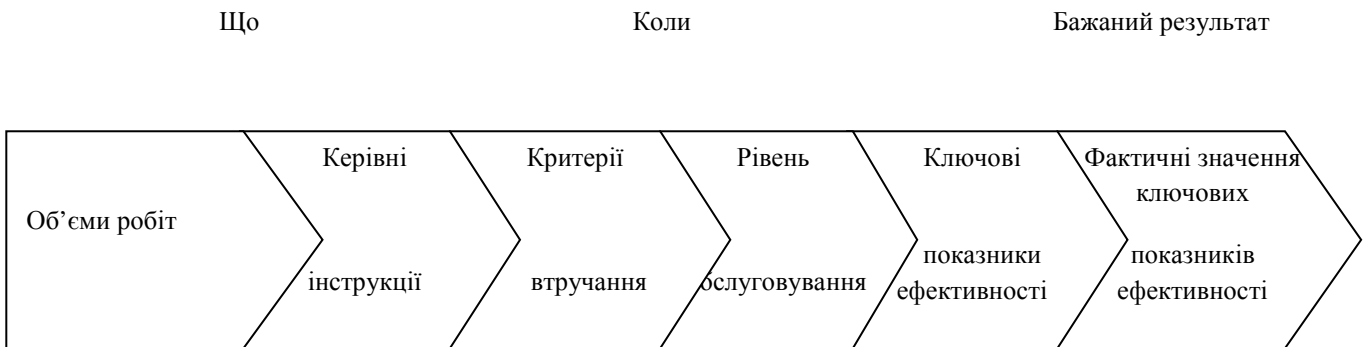 Що
Коли
Бажаний результат
Об’єми робіт
Керівні
інструкції
Критерії
втручання
Рівень
обслуговування
Ключові
показники
ефективності
Фактичні значення
ключових
показників
ефективності